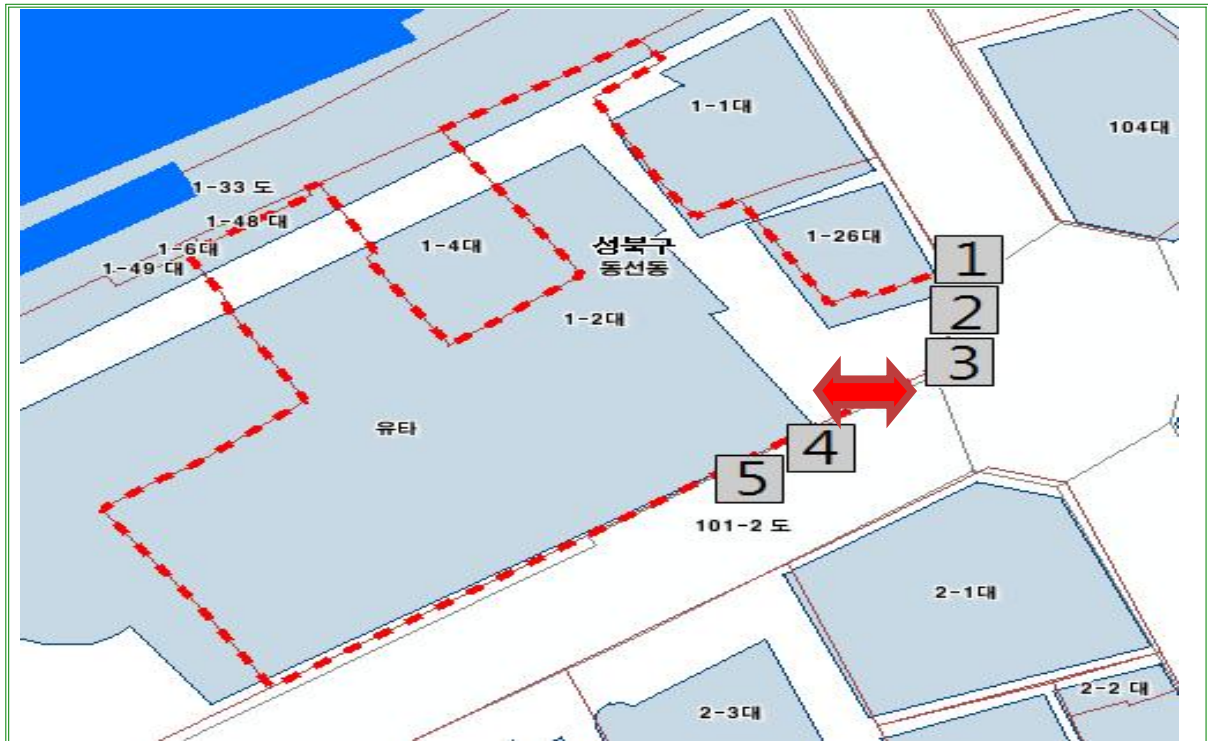 1-1대
104대
1-33 도
1-48 대
1-6대
1-49 대
1-4대
성북구
동선동
1-26대
1
2
1-2대
3
유타
4
5
101-2 도
2-1대
2-2 대
2-3대